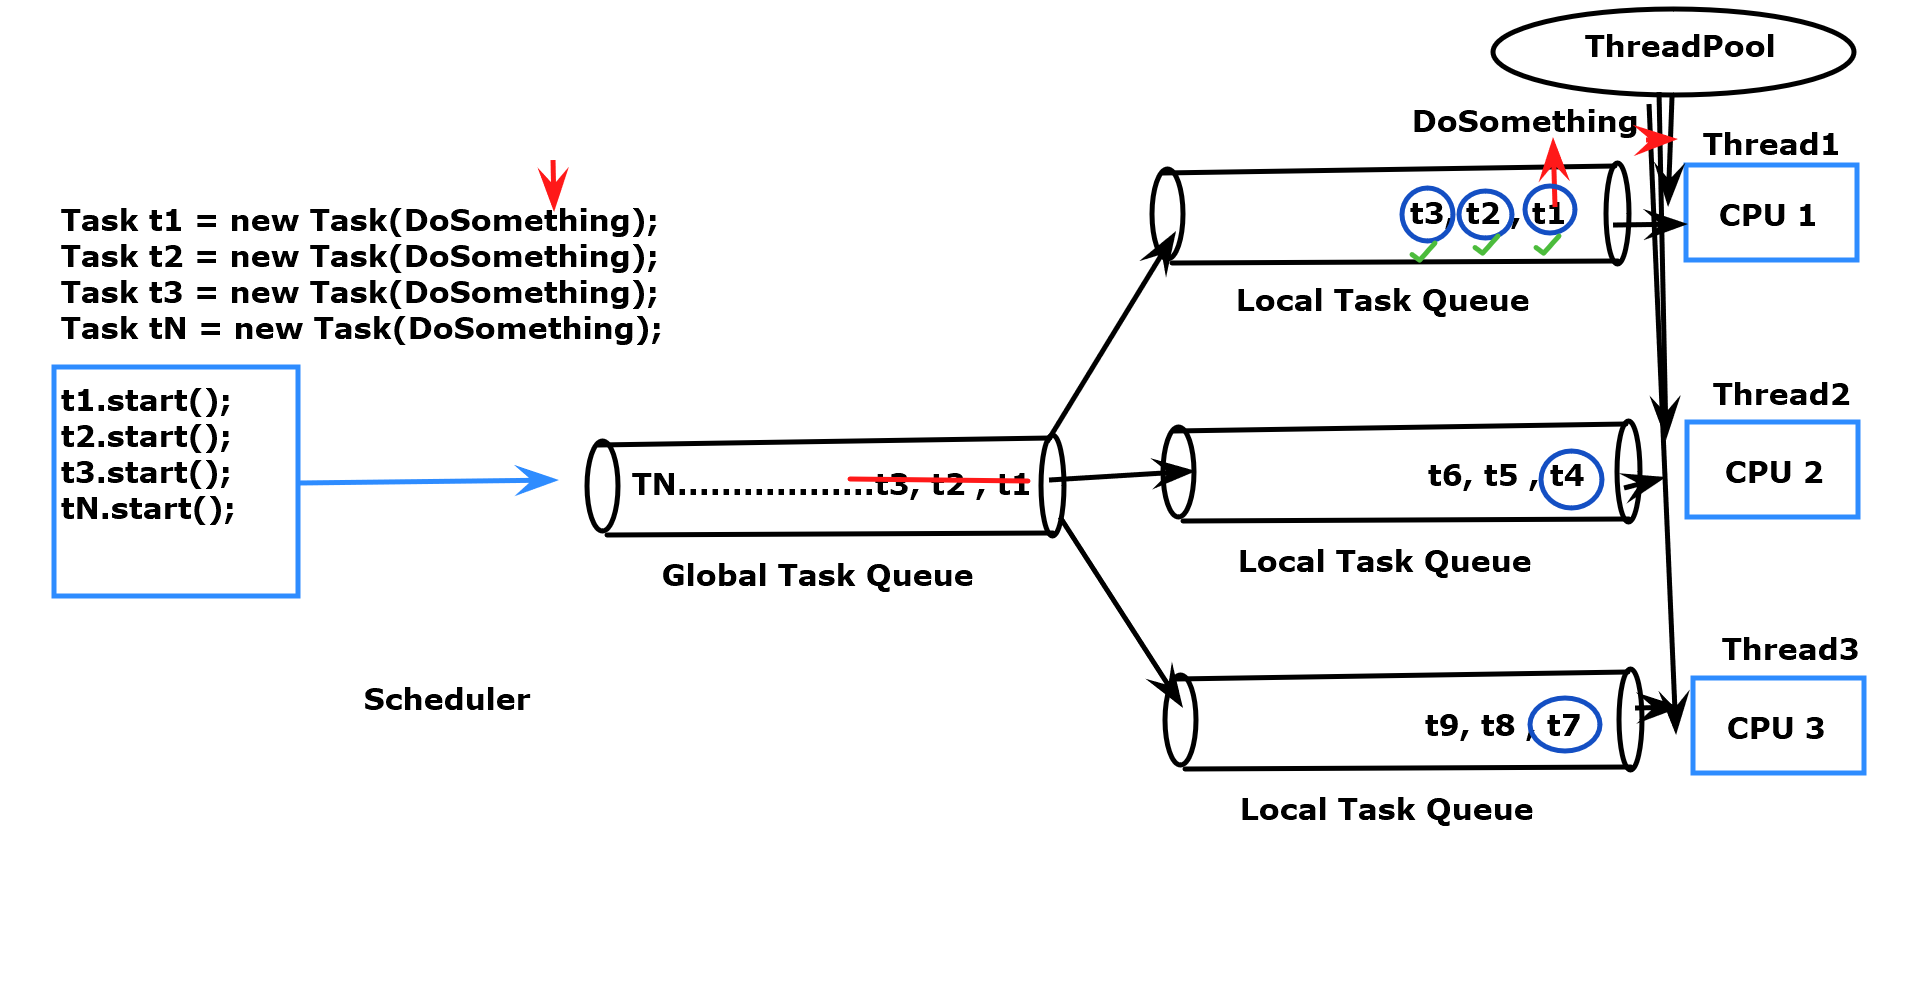 ThreadPool
DoSomething
Thread1
Task t1 = new Task(DoSomething);
Task t2 = new Task(DoSomething);
Task t3 = new Task(DoSomething);
Task tN = new Task(DoSomething);
t3, t2 , t1
CPU 1
Local Task Queue
t1.start();
t2.start();
t3.start();
tN.start();
TN..................t3, t2 , t1
Global Task Queue
Thread2
t6, t5 , t4
CPU 2
Local Task Queue
Scheduler
Thread3
t9, t8 , t7
CPU 3
Local Task Queue